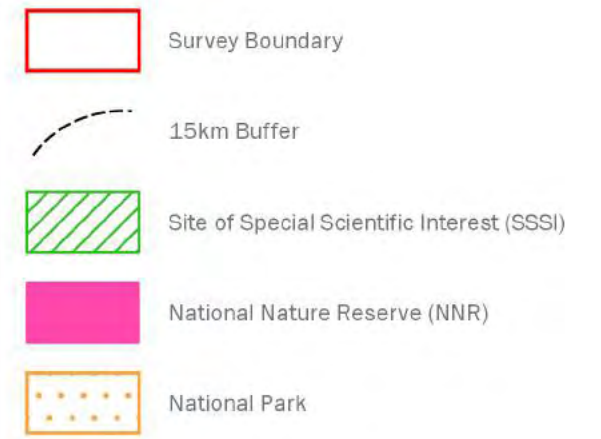 Survey Boundary
15km Buffer
Site of Special Scientific Interest (SSSI)
National Nature Reserve (NNR)
National Park